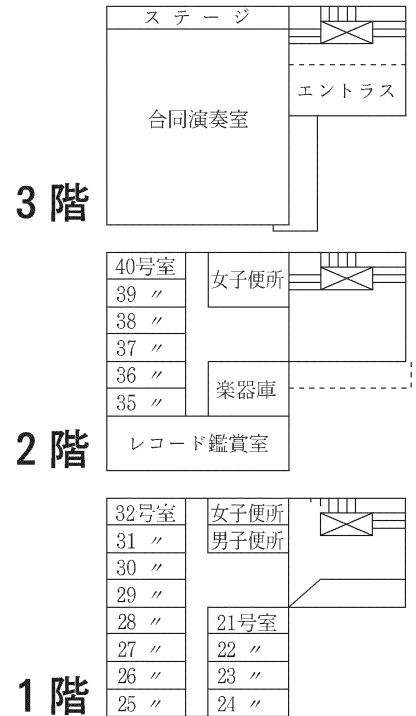 ステージ
合同演奏室
エントラス
3階
40号室
女子便所
39 〃
38 〃
37 〃
36 〃
楽器庫
35 〃
レコード鑑賞室
2階
32号室
女子便所
31 〃
男子便所
30 〃
29 〃
28 〃
21号室
27 〃
22 〃
26 〃
23 〃
25 〃
24 〃
1階